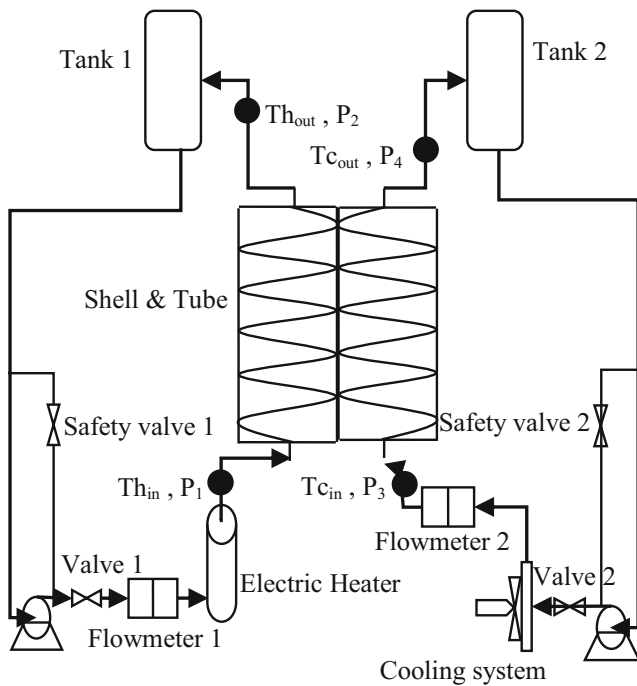 Tank 1
Tank 2
Th_out , P_2
Tc_out , P_4
Shell & Tube
Safety valve 1
Safety valve 2
Th_in , P_1
Tc_in , P_3
Flowmeter 2
Valve 1
Valve 2
Electric Heater
Flowmeter 1
Cooling system